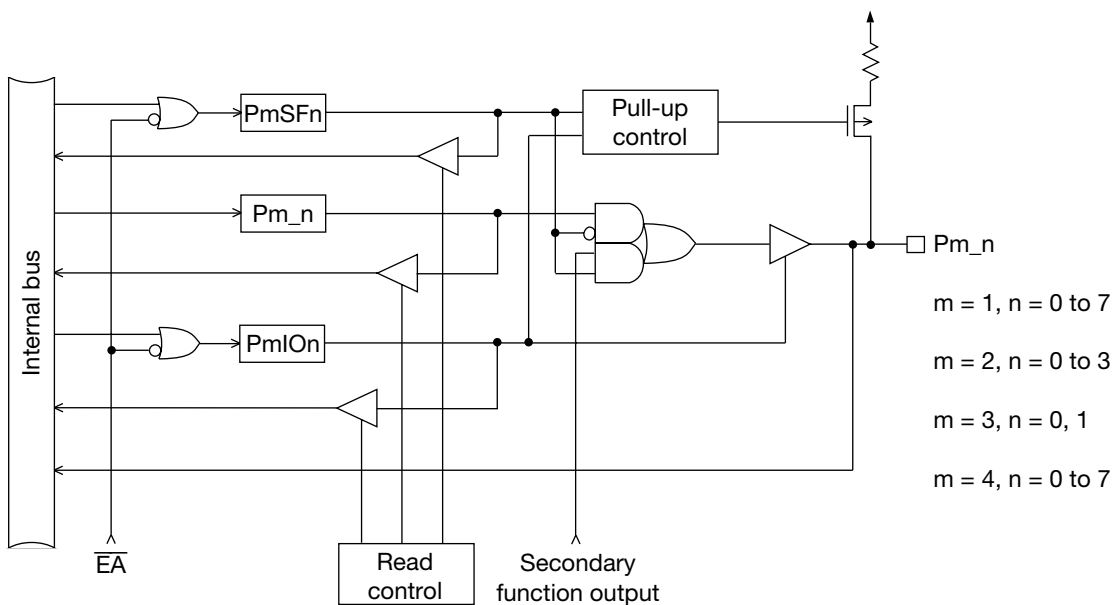 PmSFn
Pull-up
control
Pm_n
Pm_n
Internal bus
m = 1, n = 0 to 7
PmIOn
m = 2, n = 0 to 3
m = 3, n = 0, 1
m = 4, n = 0 to 7
E̅A̅
Read
control
Secondary
function output